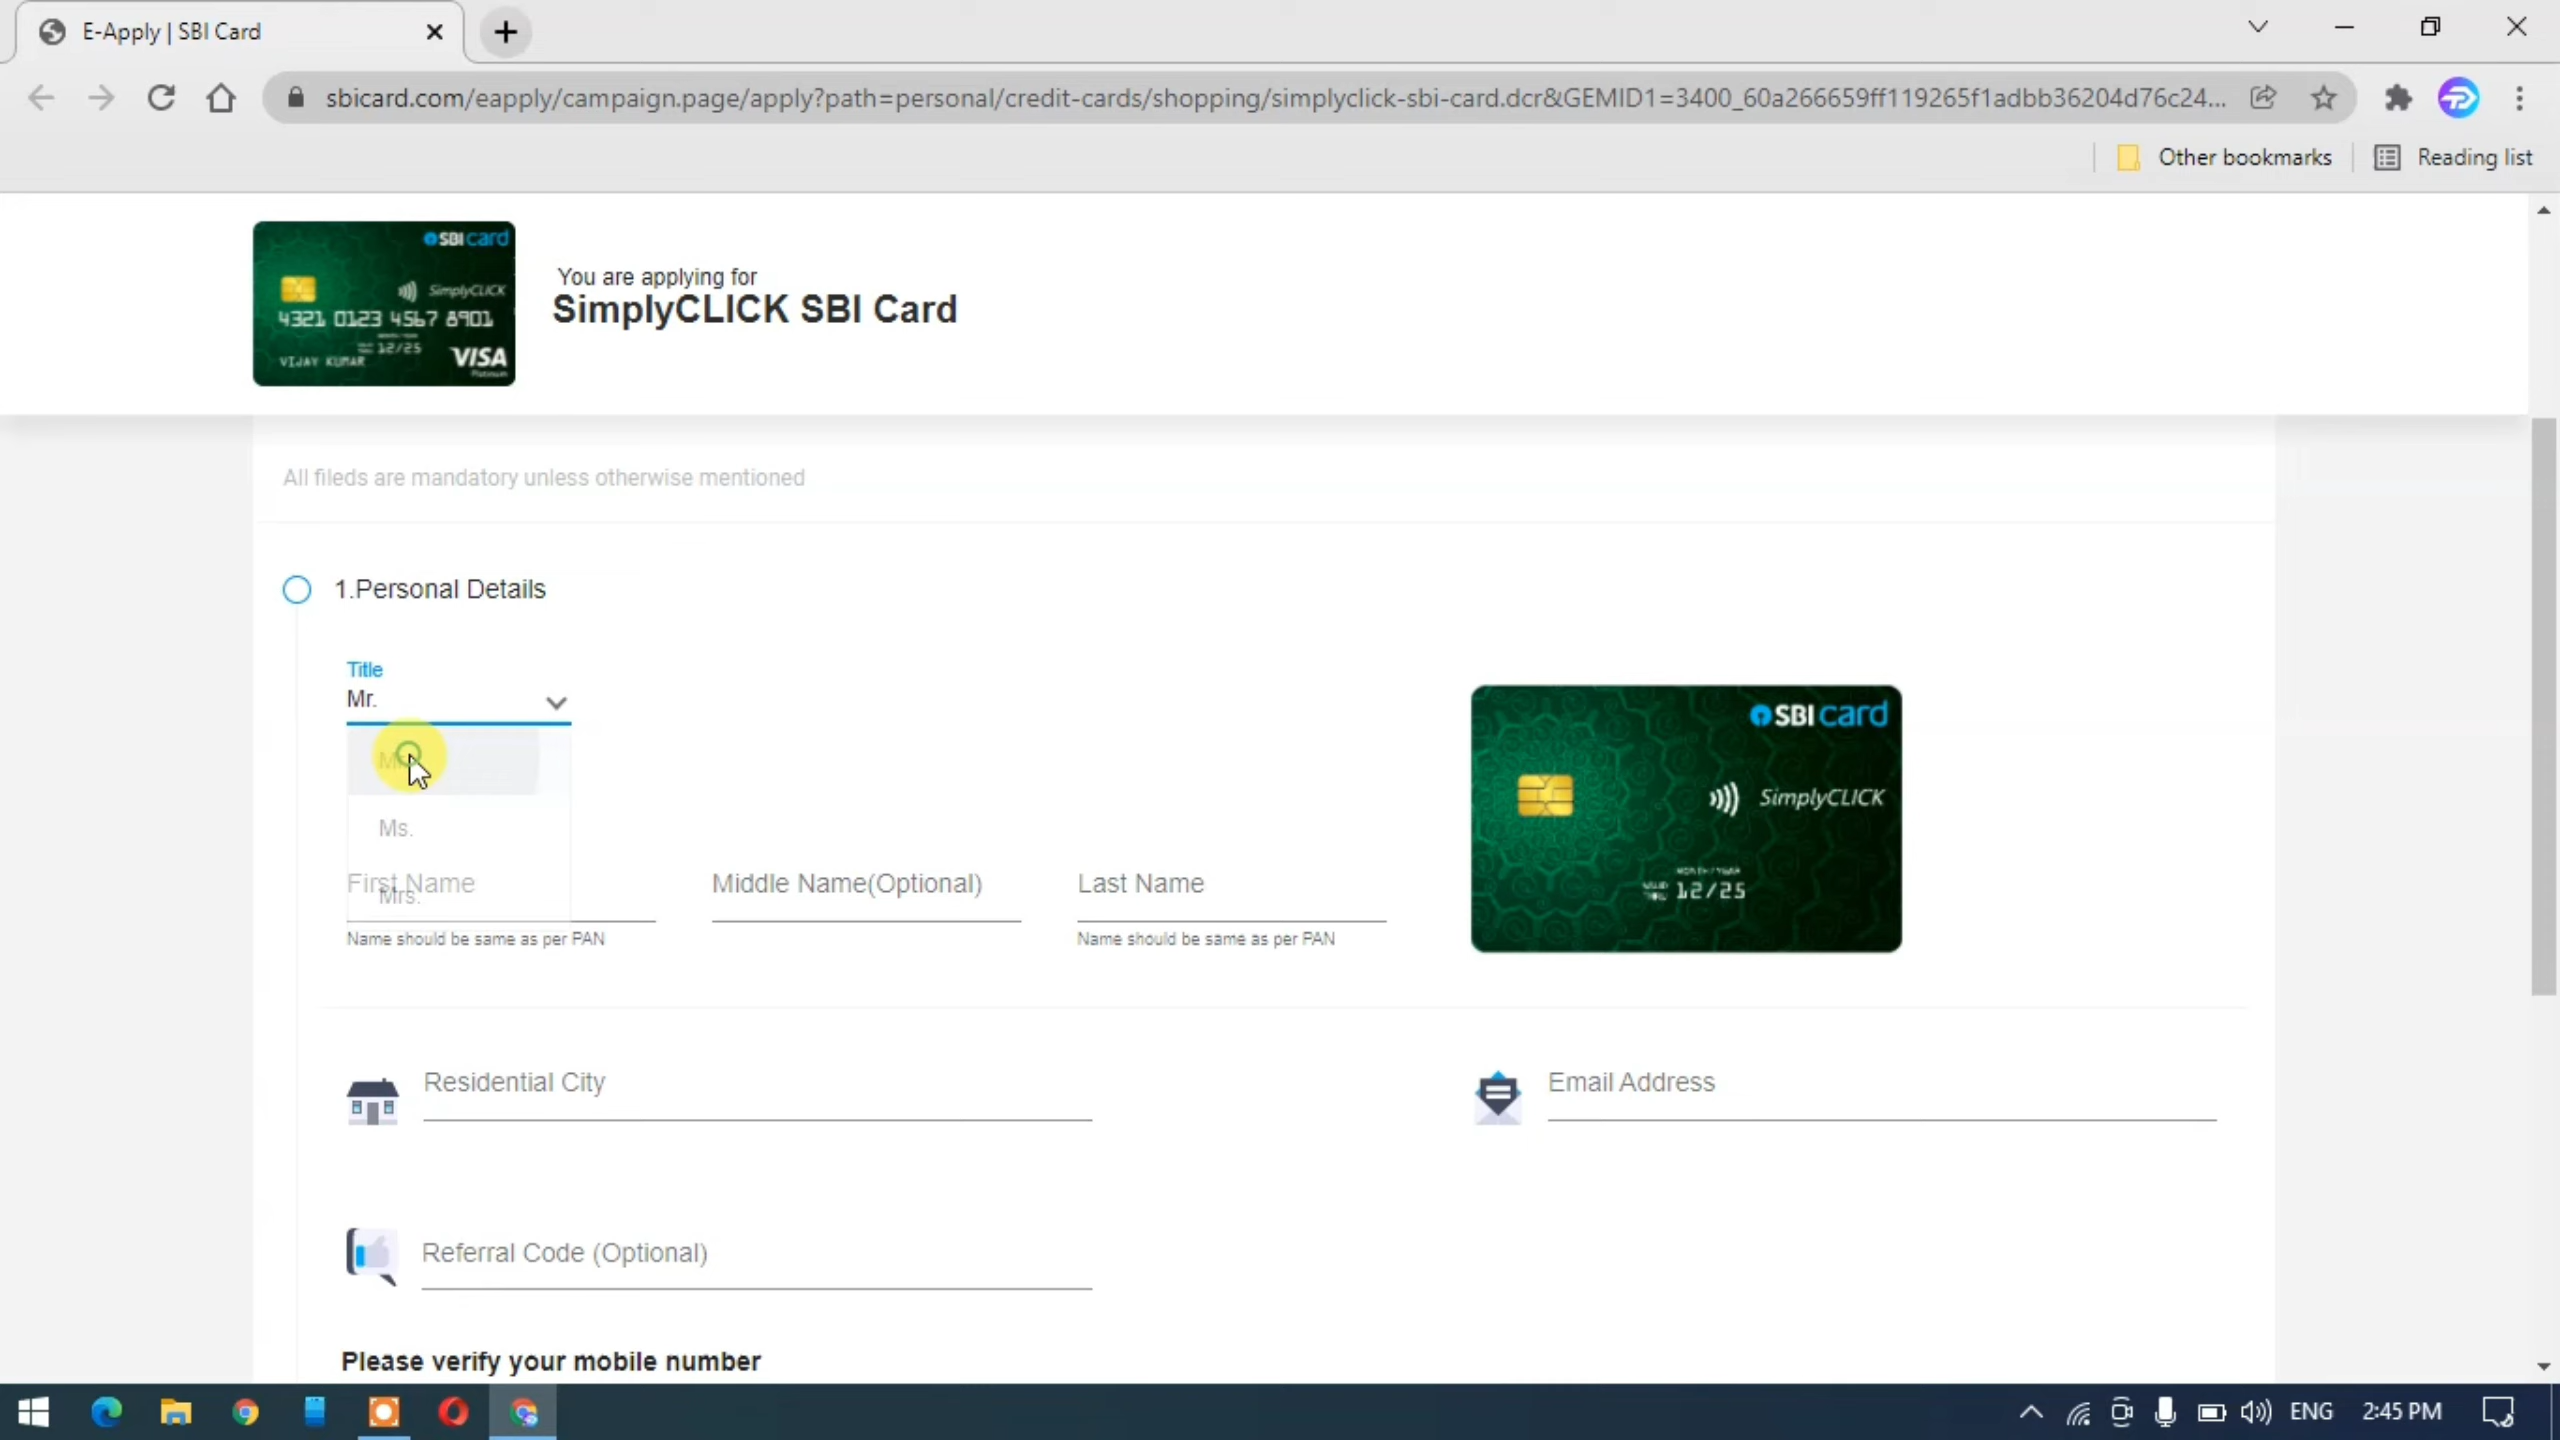 E-Apply | SBI Card
sbicard.com/eapply/campaign.page/apply?path=personal/credit-cards/shopping/simplyclick-sbi-card.dcr&GEMID1=3400_60a266659ff119265f1adbb36204d76c24...
Other bookmarks
Reading list
SBI card
SimplyCLICK
4321 0123 4567 8901
12/25
VIJAY KUMAR
VISA
Platinum
You are applying for
SimplyCLICK SBI Card
All fileds are mandatory unless otherwise mentioned
1.Personal Details
Title
Mr.
Ms.
Mrs.
First Name
Middle Name(Optional)
Last Name
Name should be same as per PAN
Name should be same as per PAN
SBI card
SimplyCLICK
MONTH / YEAR
12/25
Residential City
Email Address
Referral Code (Optional)
Please verify your mobile number
ENG
2:45 PM